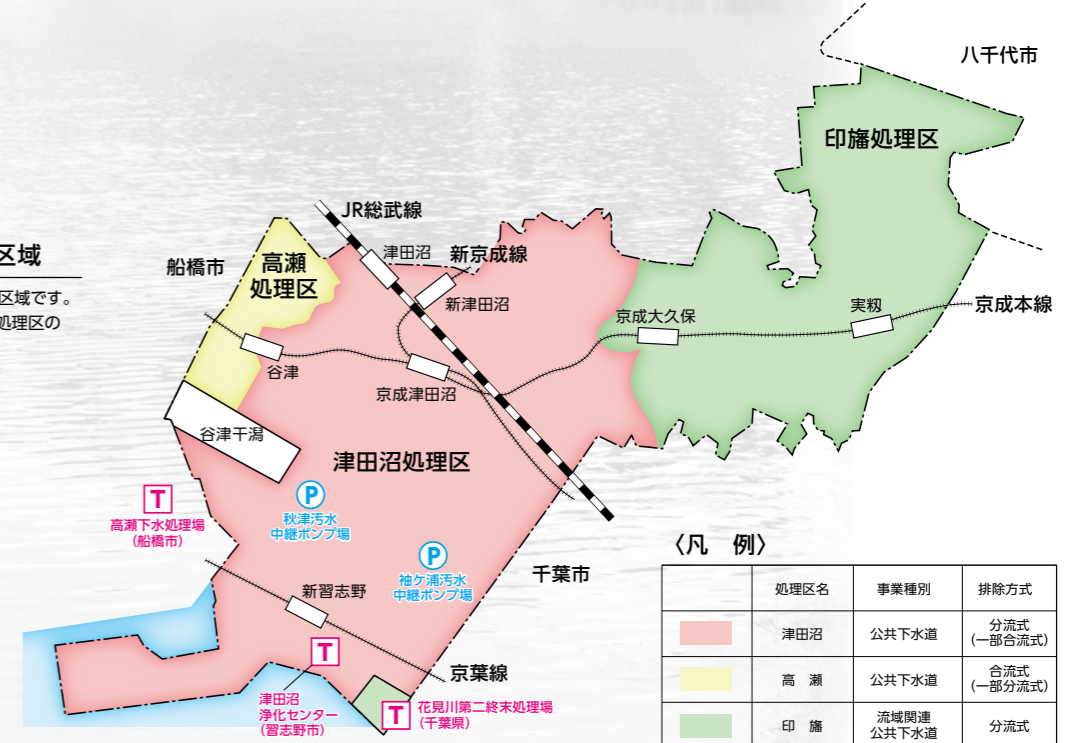 八千代市
印旛処理区
JR総武線
区域
船橋市
高瀬
処理区
津田沼
新京成線
区域です。
処理区の
新津田沼
京成大久保
実籾
京成本線
谷津
京成津田沼
谷津干潟
津田沼処理区
T
P
高瀬下水処理場
(船橋市)
秋津汚水
中継ポンプ場
P
袖ケ浦汚水
中継ポンプ場
千葉市
新習志野
T
京葉線
津田沼
浄化センター
(習志野市)
T
花見川第二終末処理場
(千葉県)
〈凡 例〉
処理区名 事業種別 排除方式
津田沼 公共下水道 分流式
(一部合流式)
高 瀬 公共下水道 合流式
(一部分流式)
印 旛 流域関連
公共下水道 分流式